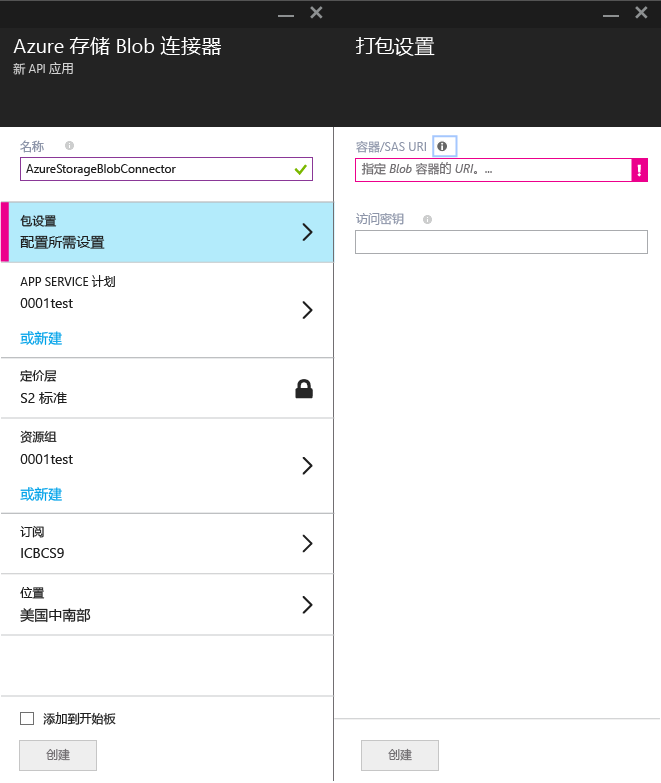 Azure 存储 Blob 连接器
新 API 应用
名称
AzureStorageBlobConnector
包设置
配置所需设置
APP SERVICE 计划
0001test
或新建
定价层
S2 标准
资源组
0001test
或新建
订阅
ICBCS9
位置
美国中南部
添加到开始板
创建
打包设置
容器/SAS URI
指定 Blob 容器的 URI。...
访问密钥
创建